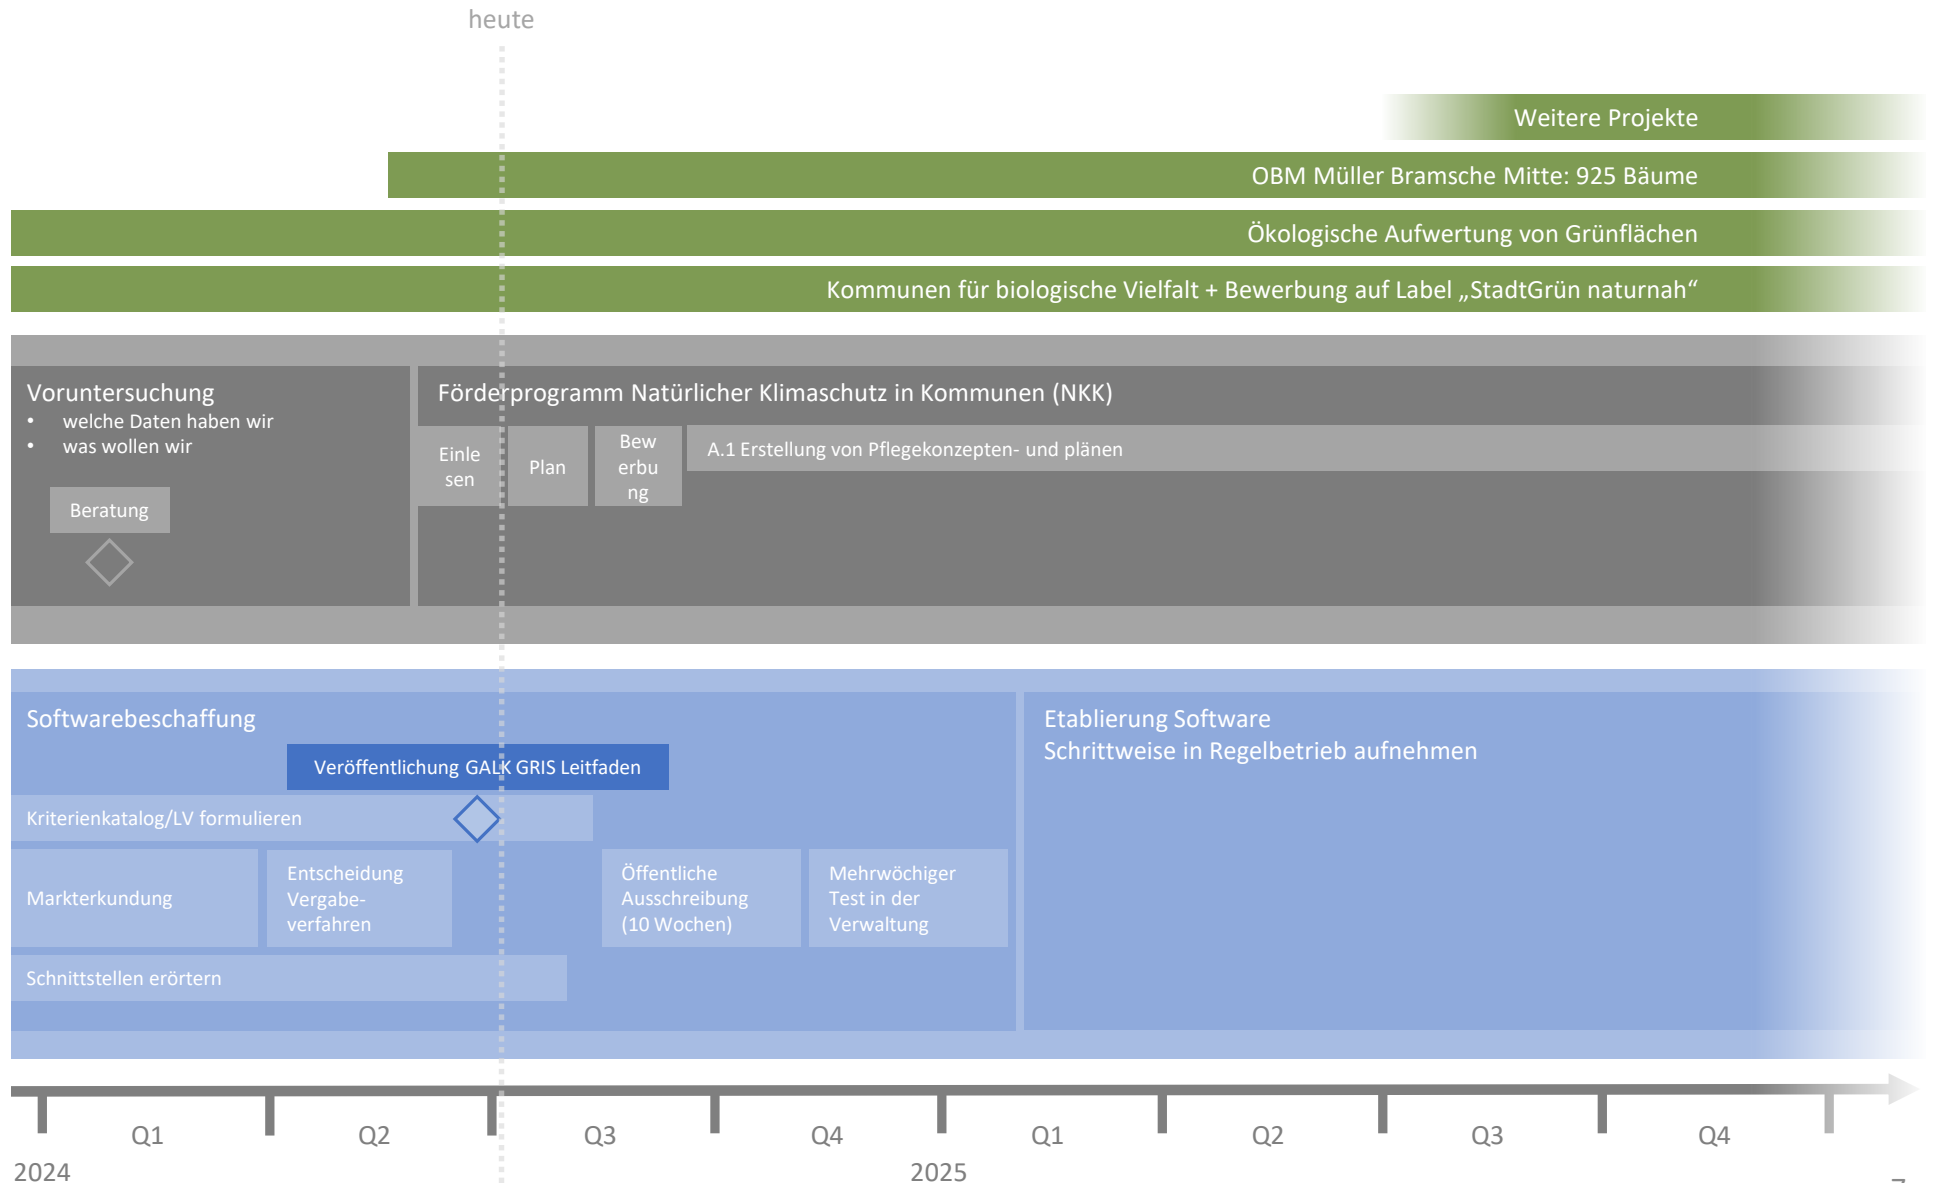 heute
Weitere Projekte
OBM Müller Bramsche Mitte: 925 Bäume
Ökologische Aufwertung von Grünflächen
Kommunen für biologische Vielfalt + Bewerbung auf Label „StadtGrün naturnah“
Voruntersuchung
• welche Daten haben wir
• was wollen wir
Beratung
Förderprogramm Natürlicher Klimaschutz in Kommunen (NKK)
Einle
sen
Plan
Bew
erbu
ng
A.1 Erstellung von Pflegekonzepten- und plänen
Softwarebeschaffung
Veröffentlichung GALK GRIS Leitfaden
Kriterienkatalog/LV formulieren
Markterkundung
Entscheidung
Vergabe-
verfahren
Öffentliche
Ausschreibung
(10 Wochen)
Mehrwöchiger
Test in der
Verwaltung
Schnittstellen erörtern
Etablierung Software
Schrittweise in Regelbetrieb aufnehmen
Q1
Q2
Q3
Q4
Q1
Q2
Q3
Q4
2024
2025